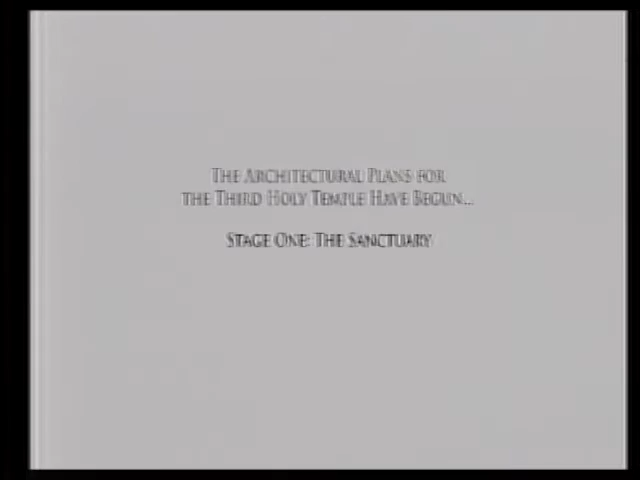 The Architectural Plans for
the Third Holy Temple Have Begun...
Stage One: The Sanctuary